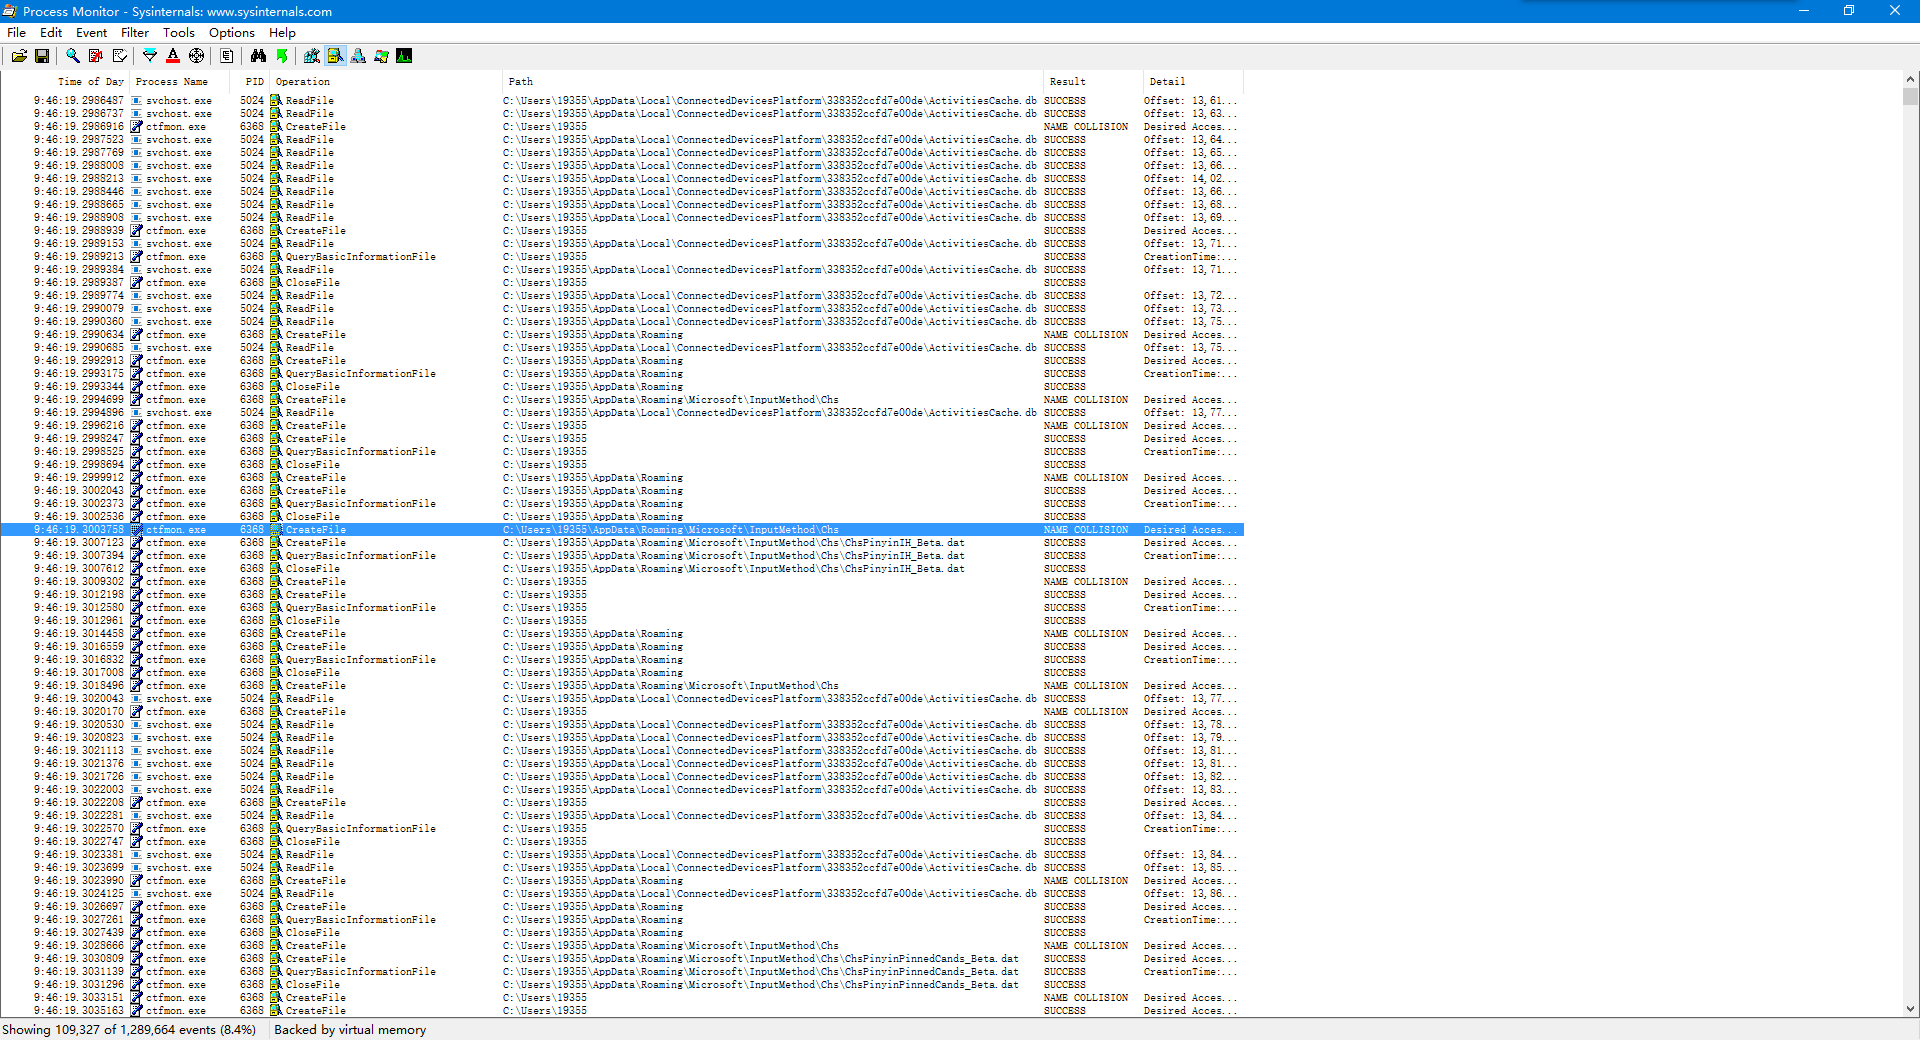 Process Monitor - Sysinternals: www.sysinternals.com
File Edit Event Filter Tools Options Help
Time of Day Process Name PID Operation Path Result Detail
9:46:19.2986487 svchost.exe 5024 ReadFile C:\Users\19355\AppData\Local\ConnectedDevicesPlatform\338352ccfd7e00de\ActivitiesCache.db SUCCESS Offset: 13,61...
9:46:19.2986737 svchost.exe 5024 ReadFile C:\Users\19355\AppData\Local\ConnectedDevicesPlatform\338352ccfd7e00de\ActivitiesCache.db SUCCESS Offset: 13,63...
9:46:19.2986916 ctfmon.exe 6368 CreateFile C:\Users\19355 NAME COLLISION Desired Acces...
9:46:19.2987523 svchost.exe 5024 ReadFile C:\Users\19355\AppData\Local\ConnectedDevicesPlatform\338352ccfd7e00de\ActivitiesCache.db SUCCESS Offset: 13,64...
9:46:19.2987769 svchost.exe 5024 ReadFile C:\Users\19355\AppData\Local\ConnectedDevicesPlatform\338352ccfd7e00de\ActivitiesCache.db SUCCESS Offset: 13,65...
9:46:19.2988008 svchost.exe 5024 ReadFile C:\Users\19355\AppData\Local\ConnectedDevicesPlatform\338352ccfd7e00de\ActivitiesCache.db SUCCESS Offset: 13,66...
9:46:19.2988213 svchost.exe 5024 ReadFile C:\Users\19355\AppData\Local\ConnectedDevicesPlatform\338352ccfd7e00de\ActivitiesCache.db SUCCESS Offset: 14,02...
9:46:19.2988446 svchost.exe 5024 ReadFile C:\Users\19355\AppData\Local\ConnectedDevicesPlatform\338352ccfd7e00de\ActivitiesCache.db SUCCESS Offset: 13,66...
9:46:19.2988665 svchost.exe 5024 ReadFile C:\Users\19355\AppData\Local\ConnectedDevicesPlatform\338352ccfd7e00de\ActivitiesCache.db SUCCESS Offset: 13,68...
9:46:19.2988908 svchost.exe 5024 ReadFile C:\Users\19355\AppData\Local\ConnectedDevicesPlatform\338352ccfd7e00de\ActivitiesCache.db SUCCESS Offset: 13,69...
9:46:19.2988939 ctfmon.exe 6368 CreateFile C:\Users\19355 SUCCESS Desired Acces...
9:46:19.2989153 svchost.exe 5024 ReadFile C:\Users\19355\AppData\Local\ConnectedDevicesPlatform\338352ccfd7e00de\ActivitiesCache.db SUCCESS Offset: 13,71...
9:46:19.2989213 ctfmon.exe 6368 QueryBasicInformationFile C:\Users\19355 SUCCESS CreationTime:...
9:46:19.2989384 svchost.exe 5024 ReadFile C:\Users\19355\AppData\Local\ConnectedDevicesPlatform\338352ccfd7e00de\ActivitiesCache.db SUCCESS Offset: 13,71...
9:46:19.2989387 ctfmon.exe 6368 CloseFile C:\Users\19355 SUCCESS
9:46:19.2989774 svchost.exe 5024 ReadFile C:\Users\19355\AppData\Local\ConnectedDevicesPlatform\338352ccfd7e00de\ActivitiesCache.db SUCCESS Offset: 13,72...
9:46:19.2990079 svchost.exe 5024 ReadFile C:\Users\19355\AppData\Local\ConnectedDevicesPlatform\338352ccfd7e00de\ActivitiesCache.db SUCCESS Offset: 13,73...
9:46:19.2990360 svchost.exe 5024 ReadFile C:\Users\19355\AppData\Local\ConnectedDevicesPlatform\338352ccfd7e00de\ActivitiesCache.db SUCCESS Offset: 13,75...
9:46:19.2990634 ctfmon.exe 6368 CreateFile C:\Users\19355\AppData\Roaming NAME COLLISION Desired Acces...
9:46:19.2990685 svchost.exe 5024 ReadFile C:\Users\19355\AppData\Local\ConnectedDevicesPlatform\338352ccfd7e00de\ActivitiesCache.db SUCCESS Offset: 13,75...
9:46:19.2992913 ctfmon.exe 6368 CreateFile C:\Users\19355\AppData\Roaming SUCCESS Desired Acces...
9:46:19.2993175 ctfmon.exe 6368 QueryBasicInformationFile C:\Users\19355\AppData\Roaming SUCCESS CreationTime:...
9:46:19.2993344 ctfmon.exe 6368 CloseFile C:\Users\19355\AppData\Roaming SUCCESS
9:46:19.2994699 ctfmon.exe 6368 CreateFile C:\Users\19355\AppData\Roaming\Microsoft\InputMethod\Chs NAME COLLISION Desired Acces...
9:46:19.2994896 svchost.exe 5024 ReadFile C:\Users\19355\AppData\Local\ConnectedDevicesPlatform\338352ccfd7e00de\ActivitiesCache.db SUCCESS Offset: 13,77...
9:46:19.2996216 ctfmon.exe 6368 CreateFile C:\Users\19355 NAME COLLISION Desired Acces...
9:46:19.2998247 ctfmon.exe 6368 CreateFile C:\Users\19355 SUCCESS Desired Acces...
9:46:19.2998525 ctfmon.exe 6368 QueryBasicInformationFile C:\Users\19355 SUCCESS CreationTime:...
9:46:19.2998694 ctfmon.exe 6368 CloseFile C:\Users\19355 SUCCESS
9:46:19.2999912 ctfmon.exe 6368 CreateFile C:\Users\19355\AppData\Roaming NAME COLLISION Desired Acces...
9:46:19.3002043 ctfmon.exe 6368 CreateFile C:\Users\19355\AppData\Roaming SUCCESS Desired Acces...
9:46:19.3002373 ctfmon.exe 6368 QueryBasicInformationFile C:\Users\19355\AppData\Roaming SUCCESS CreationTime:...
9:46:19.3002536 ctfmon.exe 6368 CloseFile C:\Users\19355\AppData\Roaming SUCCESS
9:46:19.3003758 ctfmon.exe 6368 CreateFile C:\Users\19355\AppData\Roaming\Microsoft\InputMethod\Chs NAME COLLISION Desired Acces...
9:46:19.3007123 ctfmon.exe 6368 CreateFile C:\Users\19355\AppData\Roaming\Microsoft\InputMethod\Chs\ChsPinyinIH_Beta.dat SUCCESS Desired Acces...
9:46:19.3007394 ctfmon.exe 6368 QueryBasicInformationFile C:\Users\19355\AppData\Roaming\Microsoft\InputMethod\Chs\ChsPinyinIH_Beta.dat SUCCESS CreationTime:...
9:46:19.3007612 ctfmon.exe 6368 CloseFile C:\Users\19355\AppData\Roaming\Microsoft\InputMethod\Chs\ChsPinyinIH_Beta.dat SUCCESS
9:46:19.3009302 ctfmon.exe 6368 CreateFile C:\Users\19355 NAME COLLISION Desired Acces...
9:46:19.3012198 ctfmon.exe 6368 CreateFile C:\Users\19355 SUCCESS Desired Acces...
9:46:19.3012580 ctfmon.exe 6368 QueryBasicInformationFile C:\Users\19355 SUCCESS CreationTime:...
9:46:19.3012961 ctfmon.exe 6368 CloseFile C:\Users\19355 SUCCESS
9:46:19.3014458 ctfmon.exe 6368 CreateFile C:\Users\19355\AppData\Roaming NAME COLLISION Desired Acces...
9:46:19.3016559 ctfmon.exe 6368 CreateFile C:\Users\19355\AppData\Roaming SUCCESS Desired Acces...
9:46:19.3016832 ctfmon.exe 6368 QueryBasicInformationFile C:\Users\19355\AppData\Roaming SUCCESS CreationTime:...
9:46:19.3017008 ctfmon.exe 6368 CloseFile C:\Users\19355\AppData\Roaming SUCCESS
9:46:19.3018496 ctfmon.exe 6368 CreateFile C:\Users\19355\AppData\Roaming\Microsoft\InputMethod\Chs NAME COLLISION Desired Acces...
9:46:19.3020043 svchost.exe 5024 ReadFile C:\Users\19355\AppData\Local\ConnectedDevicesPlatform\338352ccfd7e00de\ActivitiesCache.db SUCCESS Offset: 13,77...
9:46:19.3020170 ctfmon.exe 6368 CreateFile C:\Users\19355 NAME COLLISION Desired Acces...
9:46:19.3020530 svchost.exe 5024 ReadFile C:\Users\19355\AppData\Local\ConnectedDevicesPlatform\338352ccfd7e00de\ActivitiesCache.db SUCCESS Offset: 13,78...
9:46:19.3020823 svchost.exe 5024 ReadFile C:\Users\19355\AppData\Local\ConnectedDevicesPlatform\338352ccfd7e00de\ActivitiesCache.db SUCCESS Offset: 13,79...
9:46:19.3021113 svchost.exe 5024 ReadFile C:\Users\19355\AppData\Local\ConnectedDevicesPlatform\338352ccfd7e00de\ActivitiesCache.db SUCCESS Offset: 13,81...
9:46:19.3021376 svchost.exe 5024 ReadFile C:\Users\19355\AppData\Local\ConnectedDevicesPlatform\338352ccfd7e00de\ActivitiesCache.db SUCCESS Offset: 13,81...
9:46:19.3021726 svchost.exe 5024 ReadFile C:\Users\19355\AppData\Local\ConnectedDevicesPlatform\338352ccfd7e00de\ActivitiesCache.db SUCCESS Offset: 13,82...
9:46:19.3022003 svchost.exe 5024 ReadFile C:\Users\19355\AppData\Local\ConnectedDevicesPlatform\338352ccfd7e00de\ActivitiesCache.db SUCCESS Offset: 13,83...
9:46:19.3022208 ctfmon.exe 6368 CreateFile C:\Users\19355 SUCCESS Desired Acces...
9:46:19.3022281 svchost.exe 5024 ReadFile C:\Users\19355\AppData\Local\ConnectedDevicesPlatform\338352ccfd7e00de\ActivitiesCache.db SUCCESS Offset: 13,84...
9:46:19.3022570 ctfmon.exe 6368 QueryBasicInformationFile C:\Users\19355 SUCCESS CreationTime:...
9:46:19.3022747 ctfmon.exe 6368 CloseFile C:\Users\19355 SUCCESS
9:46:19.3023381 svchost.exe 5024 ReadFile C:\Users\19355\AppData\Local\ConnectedDevicesPlatform\338352ccfd7e00de\ActivitiesCache.db SUCCESS Offset: 13,84...
9:46:19.3023699 svchost.exe 5024 ReadFile C:\Users\19355\AppData\Local\ConnectedDevicesPlatform\338352ccfd7e00de\ActivitiesCache.db SUCCESS Offset: 13,85...
9:46:19.3023990 ctfmon.exe 6368 CreateFile C:\Users\19355\AppData\Roaming NAME COLLISION Desired Acces...
9:46:19.3024125 svchost.exe 5024 ReadFile C:\Users\19355\AppData\Local\ConnectedDevicesPlatform\338352ccfd7e00de\ActivitiesCache.db SUCCESS Offset: 13,86...
9:46:19.3026697 ctfmon.exe 6368 CreateFile C:\Users\19355\AppData\Roaming SUCCESS Desired Acces...
9:46:19.3027261 ctfmon.exe 6368 QueryBasicInformationFile C:\Users\19355\AppData\Roaming SUCCESS CreationTime:...
9:46:19.3027439 ctfmon.exe 6368 CloseFile C:\Users\19355\AppData\Roaming SUCCESS
9:46:19.3028666 ctfmon.exe 6368 CreateFile C:\Users\19355\AppData\Roaming\Microsoft\InputMethod\Chs NAME COLLISION Desired Acces...
9:46:19.3030809 ctfmon.exe 6368 CreateFile C:\Users\19355\AppData\Roaming\Microsoft\InputMethod\Chs\ChsPinyinPinnedCands_Beta.dat SUCCESS Desired Acces...
9:46:19.3031139 ctfmon.exe 6368 QueryBasicInformationFile C:\Users\19355\AppData\Roaming\Microsoft\InputMethod\Chs\ChsPinyinPinnedCands_Beta.dat SUCCESS CreationTime:...
9:46:19.3031296 ctfmon.exe 6368 CloseFile C:\Users\19355\AppData\Roaming\Microsoft\InputMethod\Chs\ChsPinyinPinnedCands_Beta.dat SUCCESS
9:46:19.3033151 ctfmon.exe 6368 CreateFile C:\Users\19355 NAME COLLISION Desired Acces...
9:46:19.3035163 ctfmon.exe 6368 CreateFile C:\Users\19355 SUCCESS Desired Acces...
Showing 109,327 of 1,289,664 events (8.4%) Backed by virtual memory